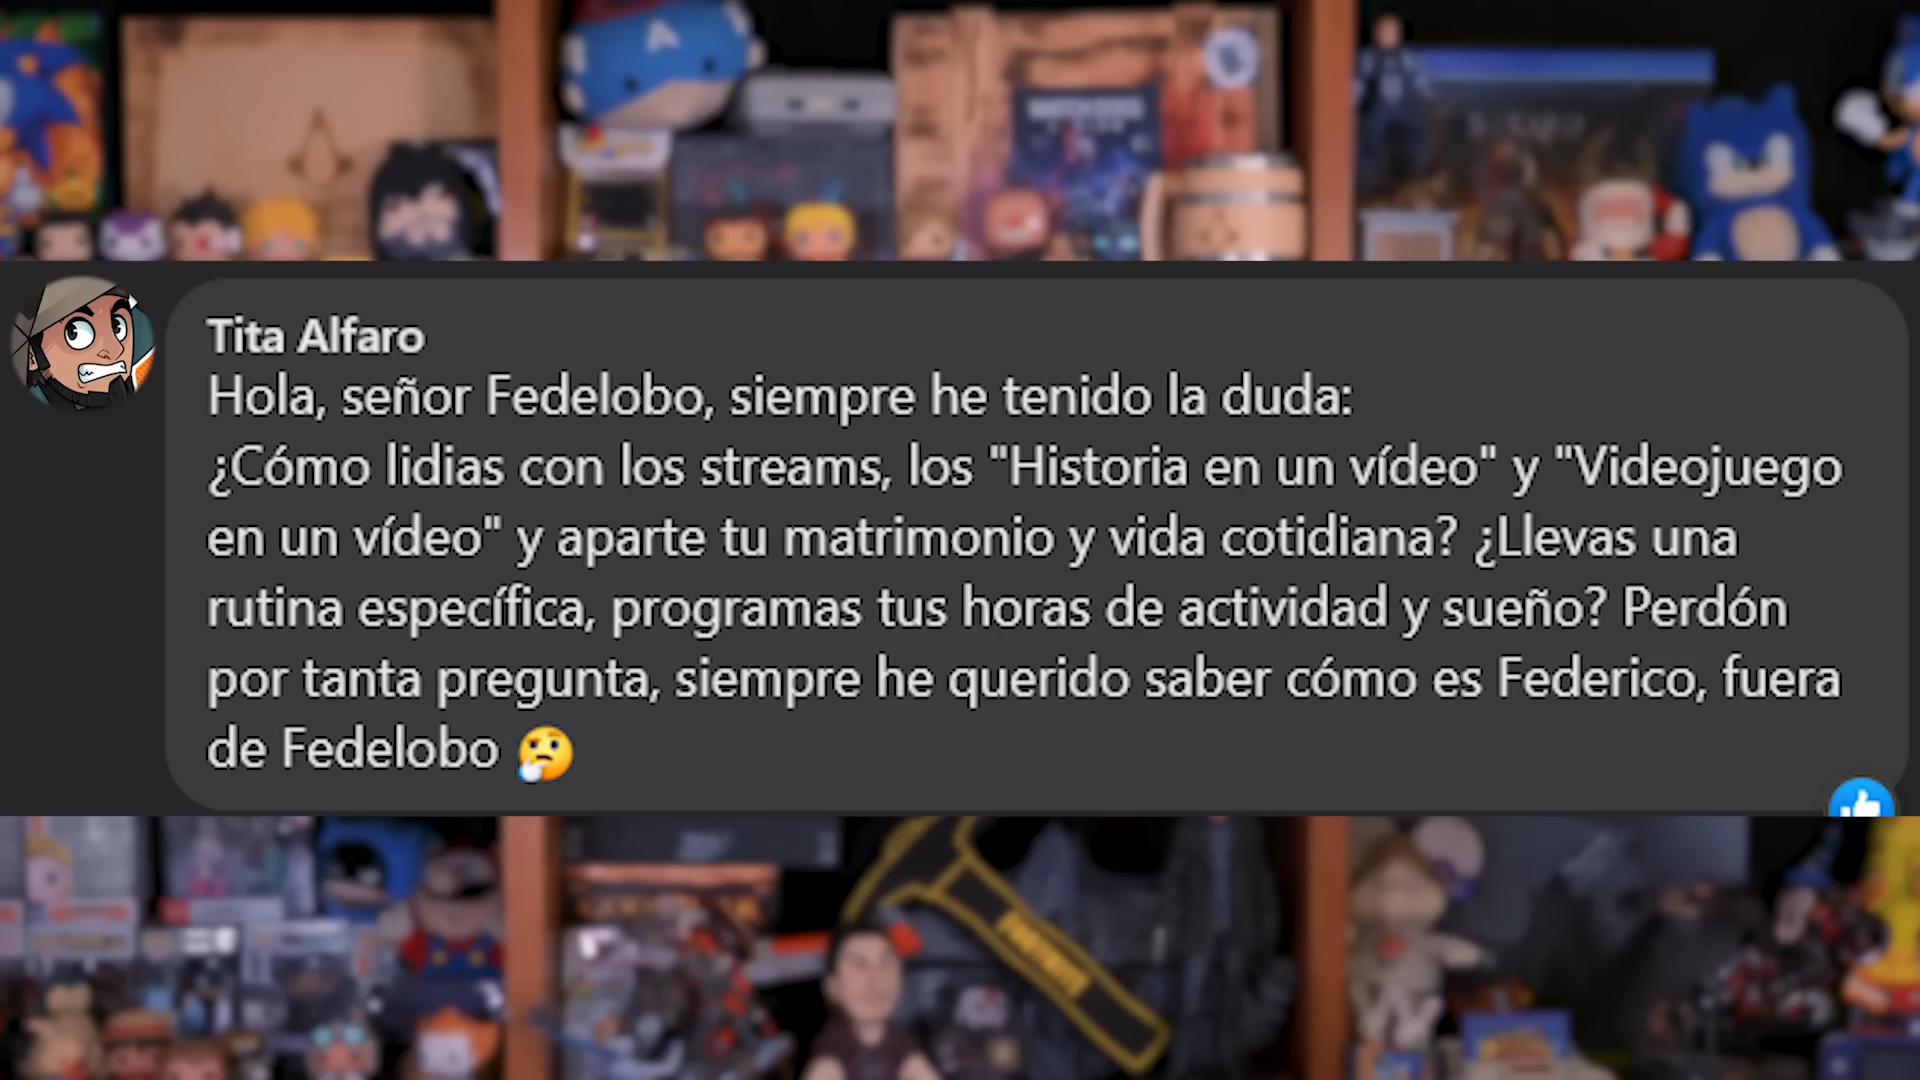 Tita Alfaro
Hola, señor Fedelobo, siempre he tenido la duda:
¿Cómo lidias con los streams, los "Historia en un vídeo" y "Videojuego
en un vídeo" y aparte tu matrimonio y vida cotidiana? ¿Llevas una
rutina específica, programas tus horas de actividad y sueño? Perdón
por tanta pregunta, siempre he querido saber cómo es Federico, fuera
de Fedelobo 🤔